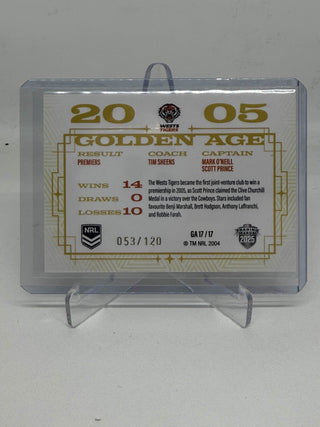 20 05
WESTS
TIGERS
GOLDEN AGE
RESULT COACH CAPTAIN
PREMIERS TIM SHEENS MARK O'NEILL
SCOTT PRINCE
WINS 14
DRAWS 0
LOSSES 10
The Wests Tigers became the first joint-venture club to win a
premiership in 2005, as Scott Prince claimed the Clive Churchill
Medal in a victory over the Cowboys. Stars included fan
favourite Benji Marshall, Brett Hodgson, Anthony Laffranchi,
and Robbie Farah.
NRL 053/120 GA 17 / 17
© TM NRL 2004
2025